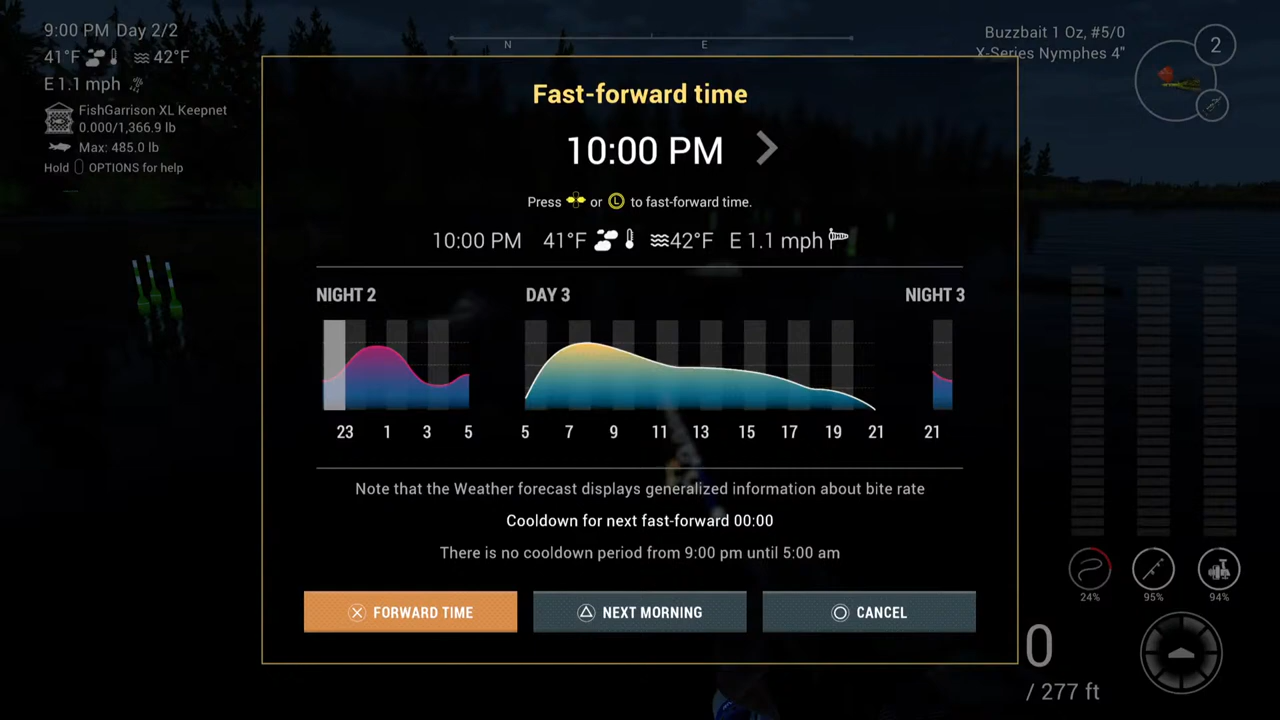 9:00 PM Day 2/2
41°F 42°F
E 1.1 mph
FishGarrison XL Keepnet
0.000/1,366.9 lb
Max: 485.0 lb
Hold OPTIONS for help
N E
Buzzbait 1 Oz, #5/0
X-Series Nymphes 4"
2
Fast-forward time
10:00 PM
Press or L to fast-forward time.
10:00 PM 41°F 42°F E 1.1 mph
NIGHT 2 DAY 3 NIGHT 3
23 1 3 5 5 7 9 11 13 15 17 19 21 21
Note that the Weather forecast displays generalized information about bite rate
Cooldown for next fast-forward 00:00
There is no cooldown period from 9:00 pm until 5:00 am
FORWARD TIME NEXT MORNING CANCEL
24% 95% 94%
0
/ 277 ft